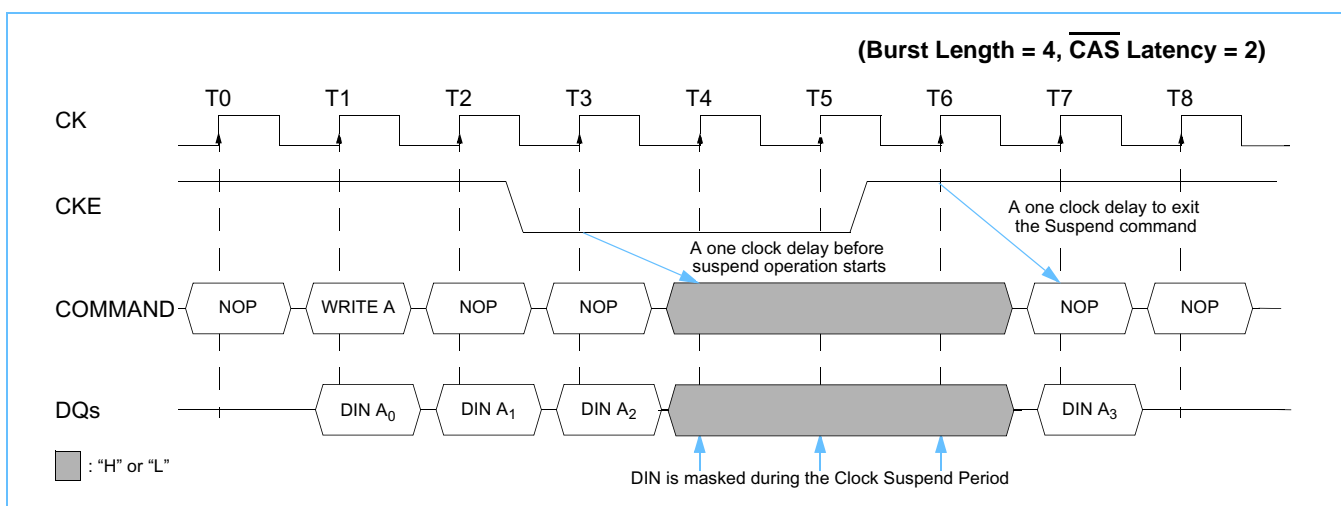 (Burst Length = 4, CAS Latency = 2)
T0 T1 T2 T3 T4 T5 T6 T7 T8
CK
CKE
A one clock delay to exit
the Suspend command
A one clock delay before
suspend operation starts
COMMAND NOP WRITE A NOP NOP NOP NOP
DQs DIN A0 DIN A1 DIN A2 DIN A3
: “H” or “L”
DIN is masked during the Clock Suspend Period